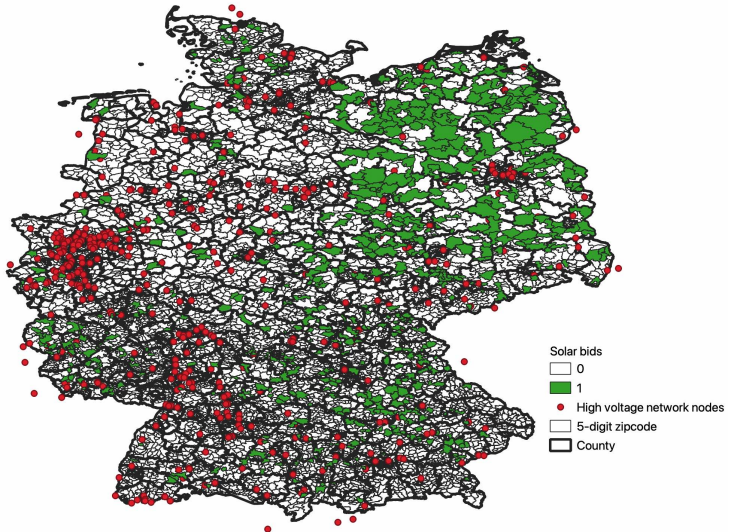 Solar bids
0
1
High voltage network nodes
5-digit zipcode
County